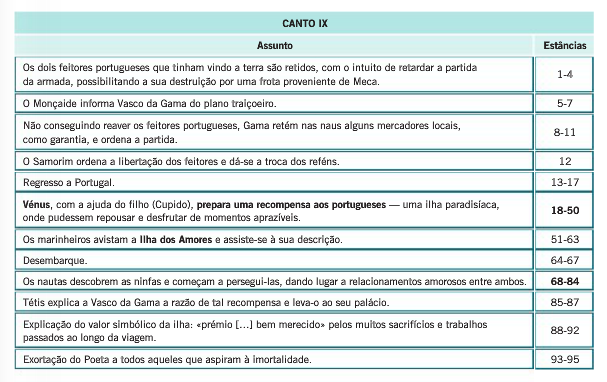 CANTO IX
Assunto Estâncias
Os dois feitores portugueses que tinham vindo a terra são retidos, com o intuito de retardar a partida
da armada, possibilitando a sua destruição por uma frota proveniente de Meca.
1-4
O Monçaide informa Vasco da Gama do plano traiçoeiro. 5-7
Não conseguindo reaver os feitores portugueses, Gama retém nas naus alguns mercadores locais,
como garantia, e ordena a partida.
8-11
O Samorim ordena a libertação dos feitores e dá-se a troca dos reféns. 12
Regresso a Portugal. 13-17
Vénus, com a ajuda do filho (Cupido), prepara uma recompensa aos portugueses — uma ilha paradisíaca,
onde pudessem repousar e desfrutar de momentos aprazíveis.
18-50
Os marinheiros avistam a Ilha dos Amores e assiste-se à sua descrição. 51-63
Desembarque. 64-67
Os nautas descobrem as ninfas e começam a persegui-las, dando lugar a relacionamentos amorosos entre ambos. 68-84
Tétis explica a Vasco da Gama a razão de tal recompensa e leva-o ao seu palácio. 85-87
Explicação do valor simbólico da ilha: «prémio [...] bem merecido» pelos muitos sacrifícios e trabalhos
passados ao longo da viagem.
88-92
Exortação do Poeta a todos aqueles que aspiram à imortalidade. 93-95